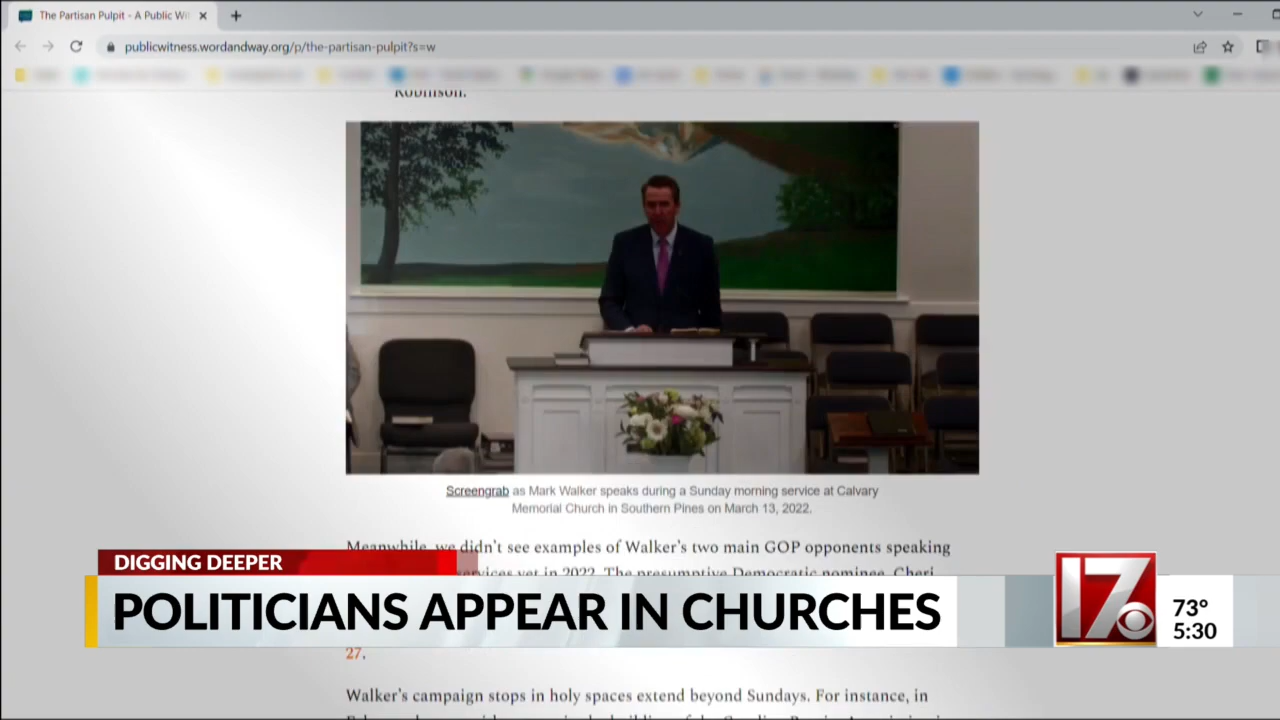 The Partisan Pulpit - A Public Wi
publicwitness.wordandway.org/p/the-partisan-pulpit?s=w
Robinson.
Screengrab as Mark Walker speaks during a Sunday morning service at Calvary
Memorial Church in Southern Pines on March 13, 2022.
Meanwhile, we didn't see examples of Walker's two main GOP opponents speaking
services yet in 2022. The presumptive Democratic nominee, Cheri
DIGGING DEEPER
POLITICIANS APPEAR IN CHURCHES
17
73°
5:30
27.
Walker's campaign stops in holy spaces extend beyond Sundays. For instance, in